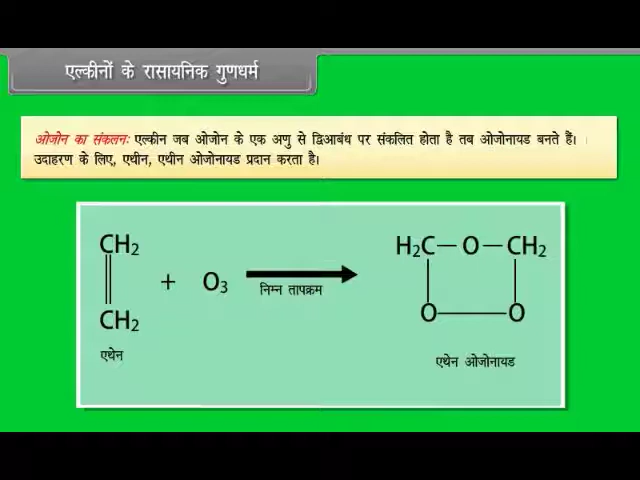 एल्कीनों के रासायनिक गुणधर्म
ओजोन का संकलनः एल्कीन जब ओजोन के एक अणु से द्विआबंध पर संकलित होता है तब ओजोनायड बनते हैं।
उदाहरण के लिए, एथीन, एथीन ओजोनायड प्रदान करता है।
CH2
CH2
एथेन
+ O3
निम्न तापक्रम
H2C — O — CH2
O — O
एथेन ओजोनायड